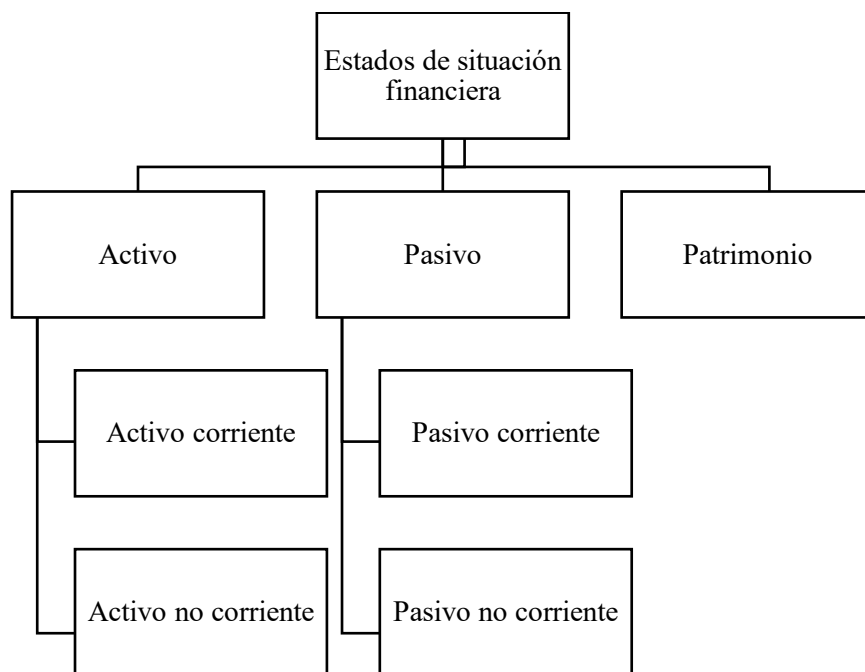 Estados de situación
financiera
Activo
Pasivo
Patrimonio
Activo corriente
Pasivo corriente
Activo no corriente
Pasivo no corriente